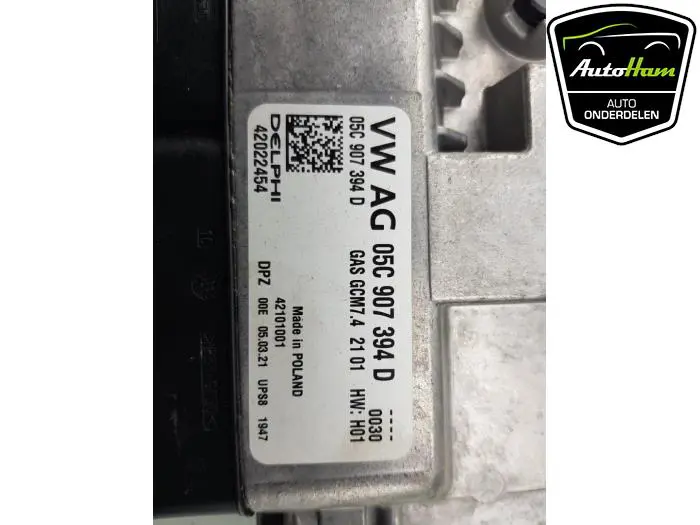 AutoHam
AUTO
ONDERDELEN
VW AG 05C 907 394 D ----
05C 907 394 D GAS GCM7.4 21 01 0030
HW: H01
DELPHI
42022454
Made in POLAND
42101001
DPZ 00E 05.03.21 UPS8 1947